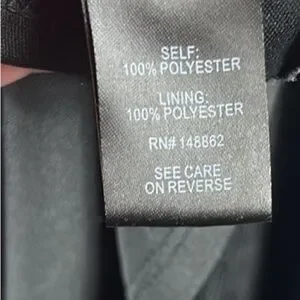 SELF:
100% POLYESTER
LINING:
100% POLYESTER
RN# 148862
SEE CARE
ON REVERSE